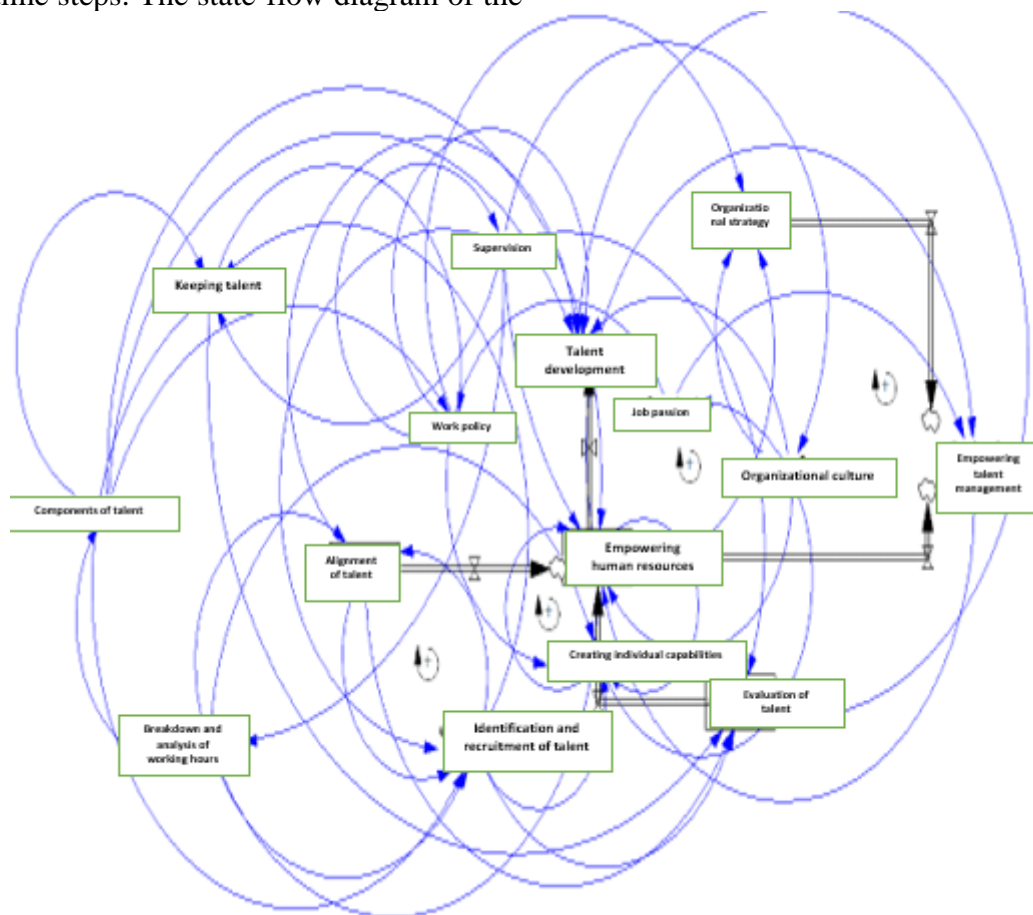 time steps. The state-flow diagram of the
Organizatio
nal strategy
Supervision
Keeping talent
Talent
development
Job passion
Work policy
Organizational culture
Empowering
talent
management
Components of talent
Alignment
of talent
Empowering
human resources
Creating individual capabilities
Evaluation of
talent
Identification and
recruitment of talent
Breakdown and
analysis of
working hours